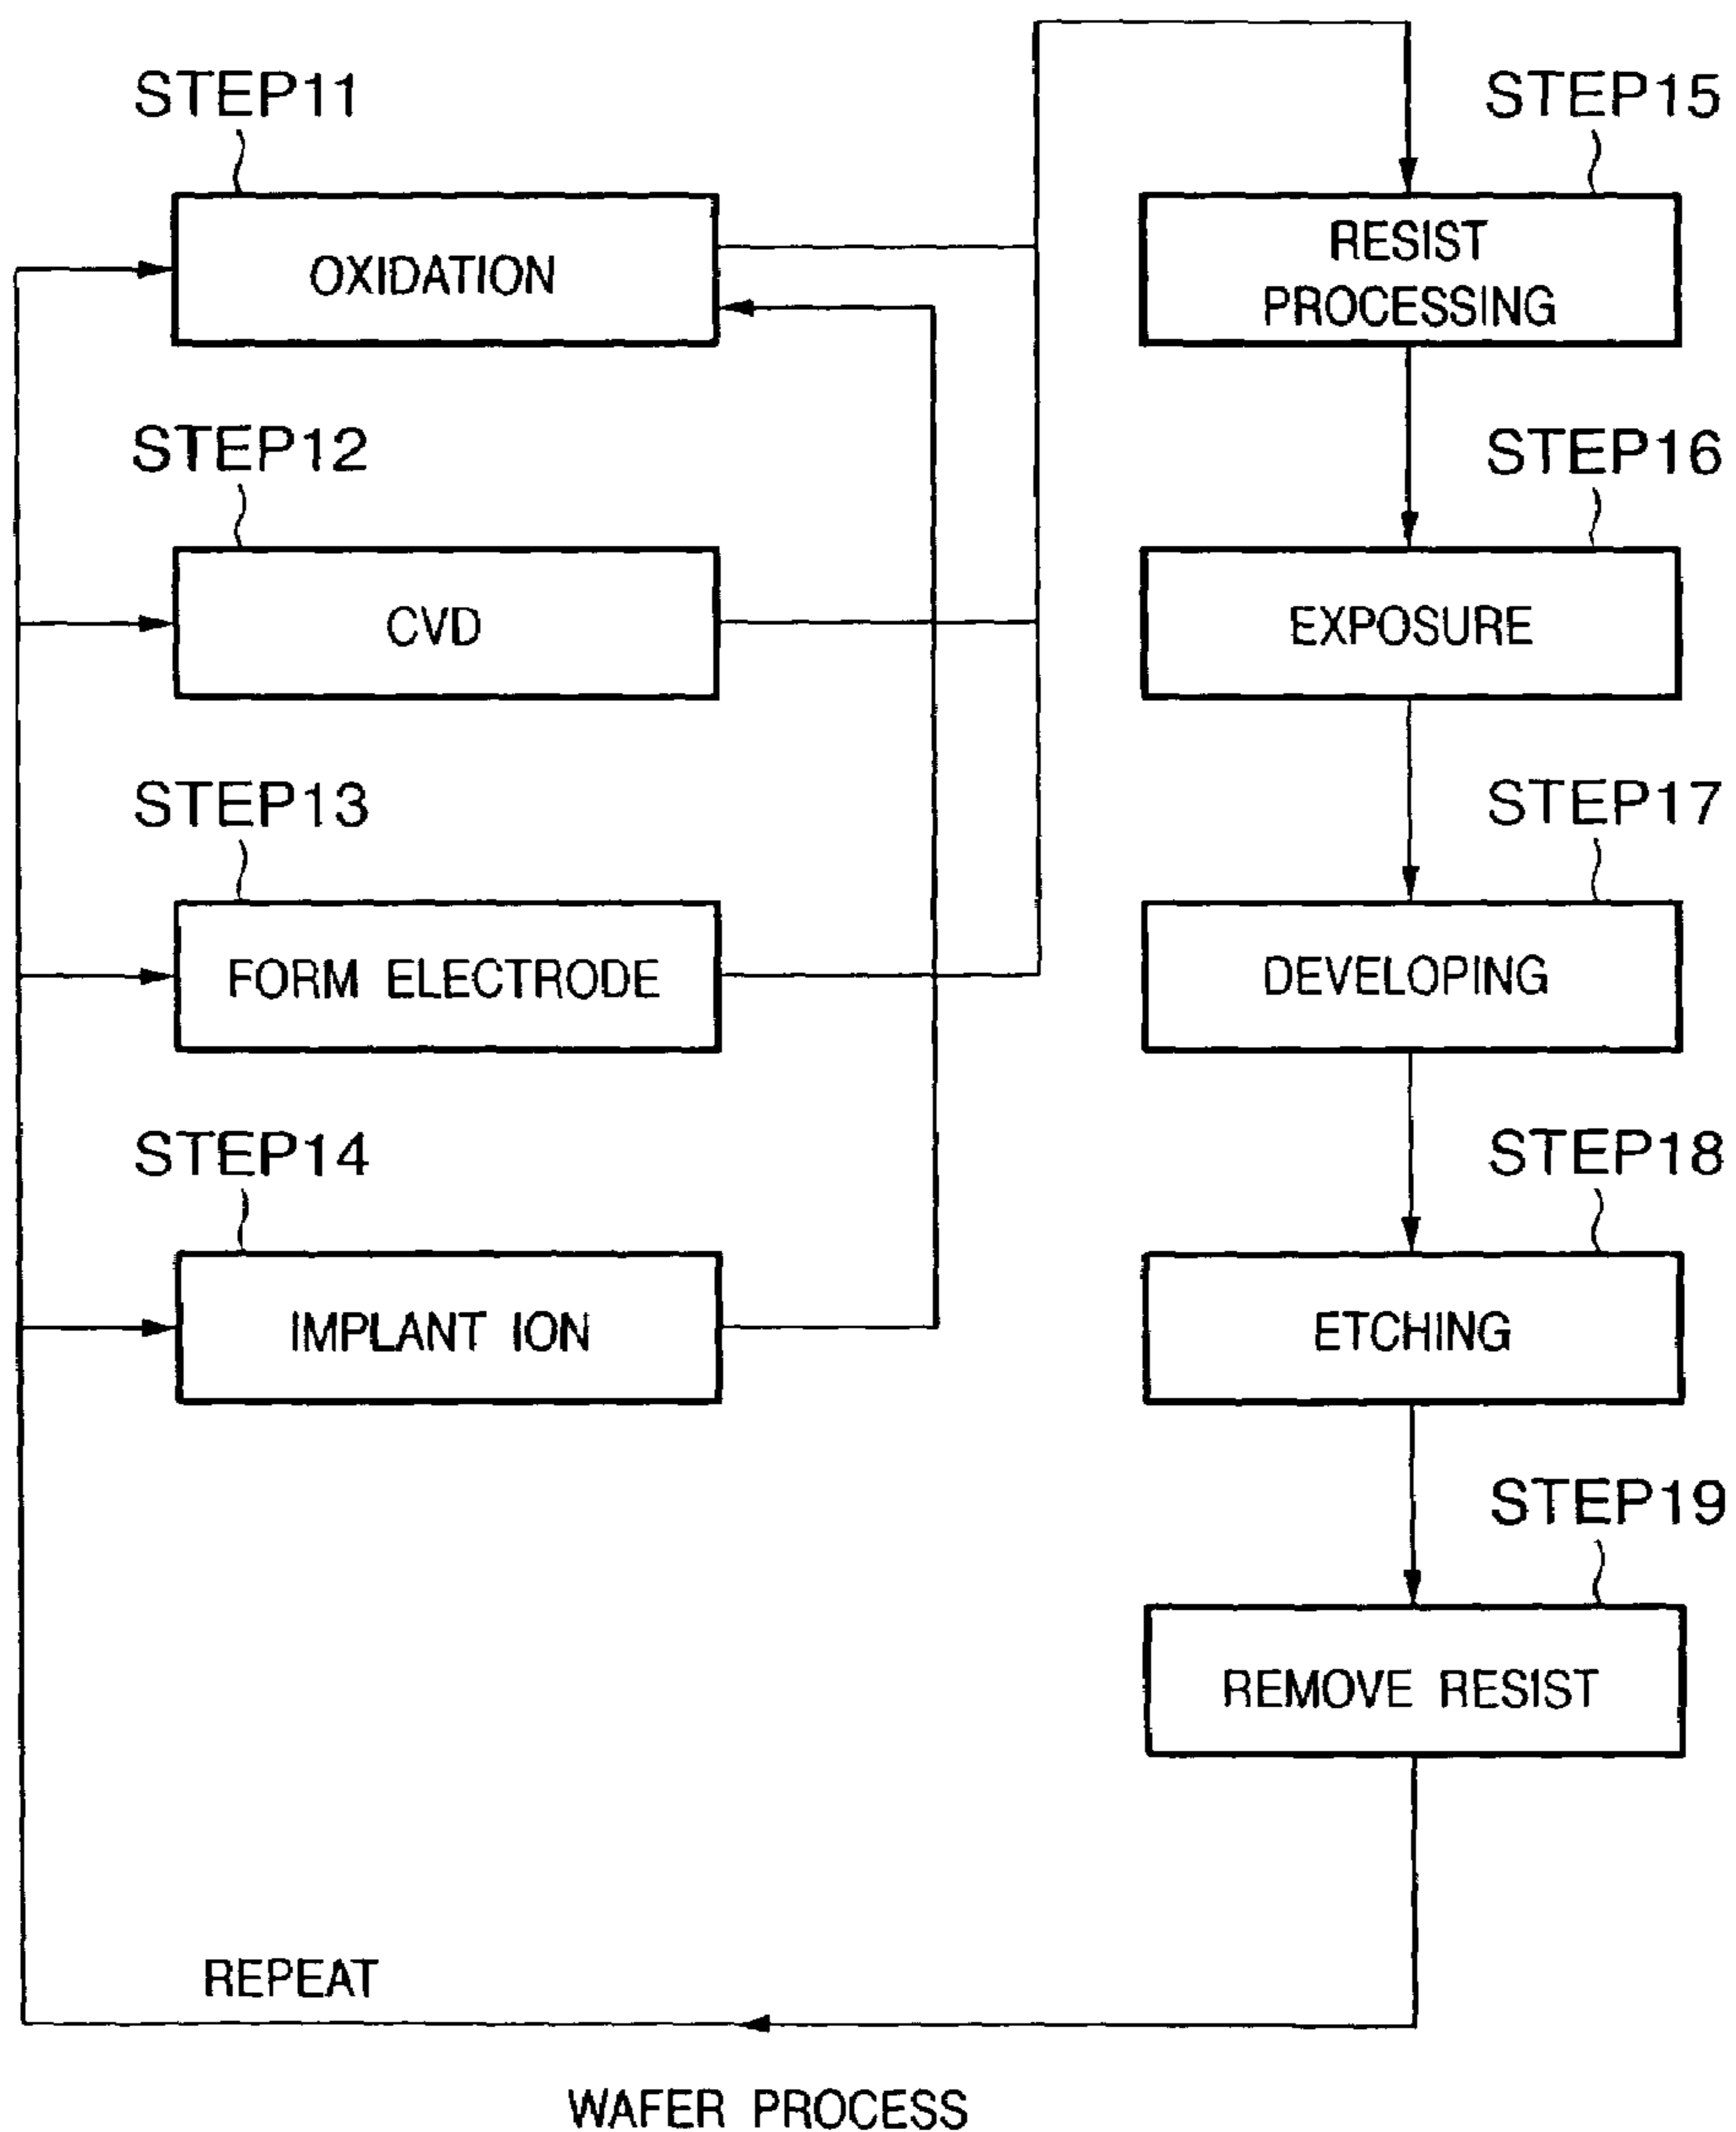 STEP11
OXIDATION
STEP12
CVD
STEP13
FORM ELECTRODE
STEP14
IMPLANT ION
STEP15
RESIST
PROCESSING
STEP16
EXPOSURE
STEP17
DEVELOPING
STEP18
ETCHING
STEP19
REMOVE RESIST
REPEAT
WAFER PROCESS